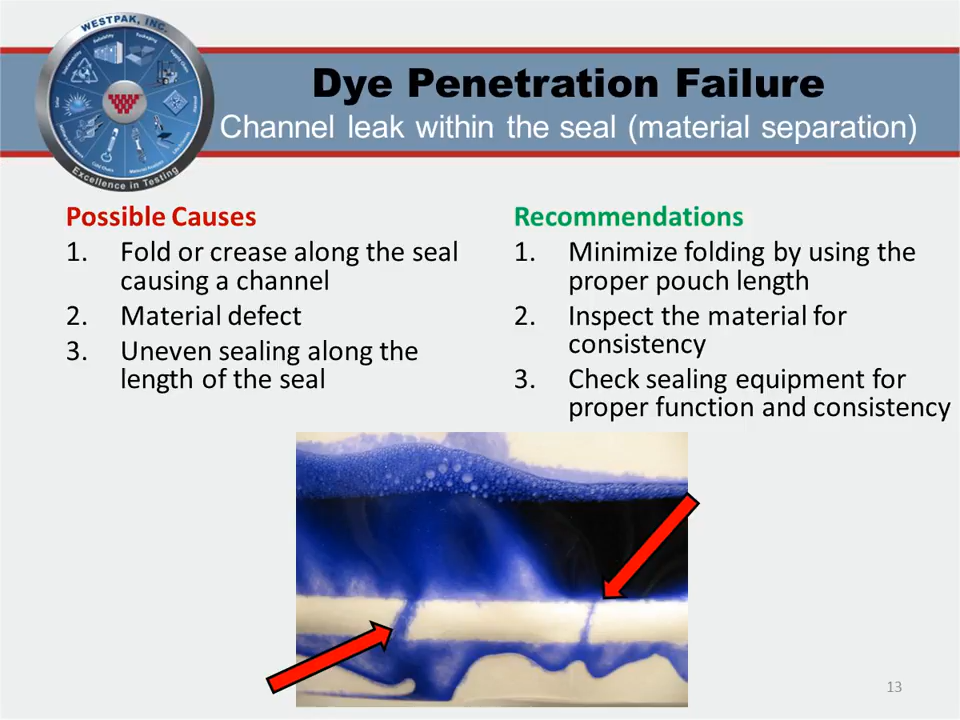 WESTPAK, INC.
Excellence in Testing
Dye Penetration Failure
Channel leak within the seal (material separation)
Possible Causes
1. Fold or crease along the seal
causing a channel
2. Material defect
3. Uneven sealing along the
length of the seal
Recommendations
1. Minimize folding by using the
proper pouch length
2. Inspect the material for
consistency
3. Check sealing equipment for
proper function and consistency
13